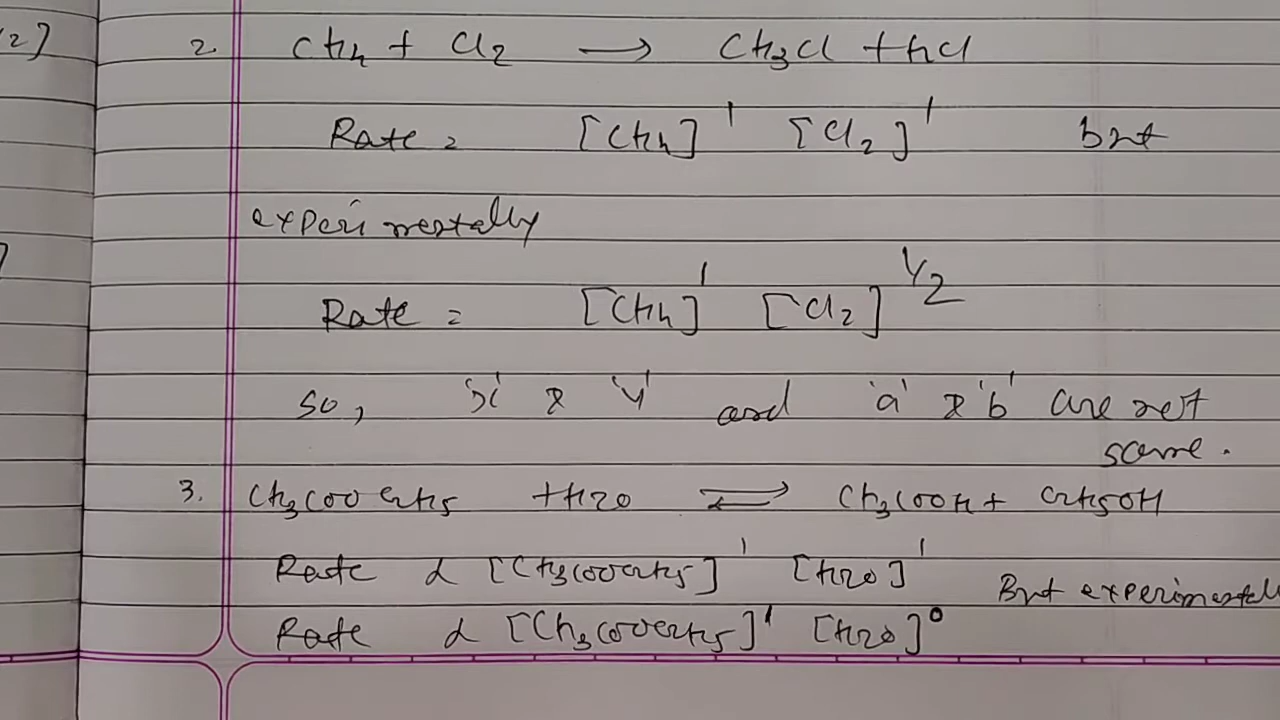 2)
2. CH4 + Cl2 → CH3Cl + HCl
Rate = [CH4]¹ [Cl2]¹ But
experimentally
Rate = [CH4]¹ [Cl2]^1/2
so, 'x' & 'y' and 'a' & 'b' are not
same.
3. CH3COOC2H5 + H2O ⇌ CH3COOH + C2H5OH
Rate α [CH3COOC2H5]¹ [H2O]¹ But experimentally
Rate α [CH3COOC2H5]¹ [H2O]⁰